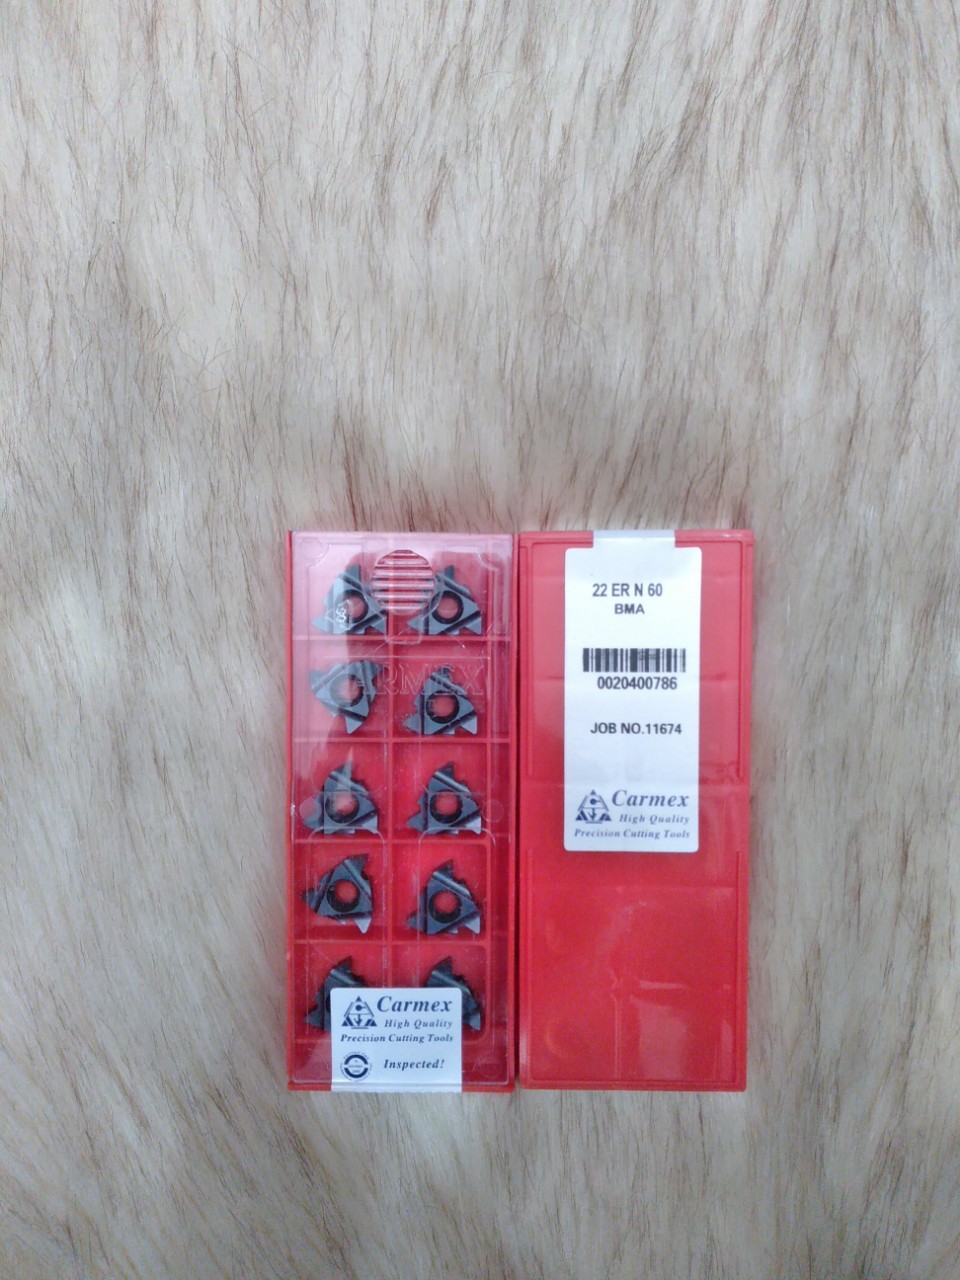 CARMEX
Carmex
High Quality
Precision Cutting Tools
Inspected!
22 ER N 60
BMA
0020400786
JOB NO.11674
Carmex
High Quality
Precision Cutting Tools